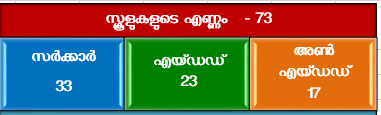 സ്കൂളുകളുടെ എണ്ണം - 73
സർക്കാർ
33
എയ്ഡഡ്
23
അൺ
എയ്ഡഡ്
17